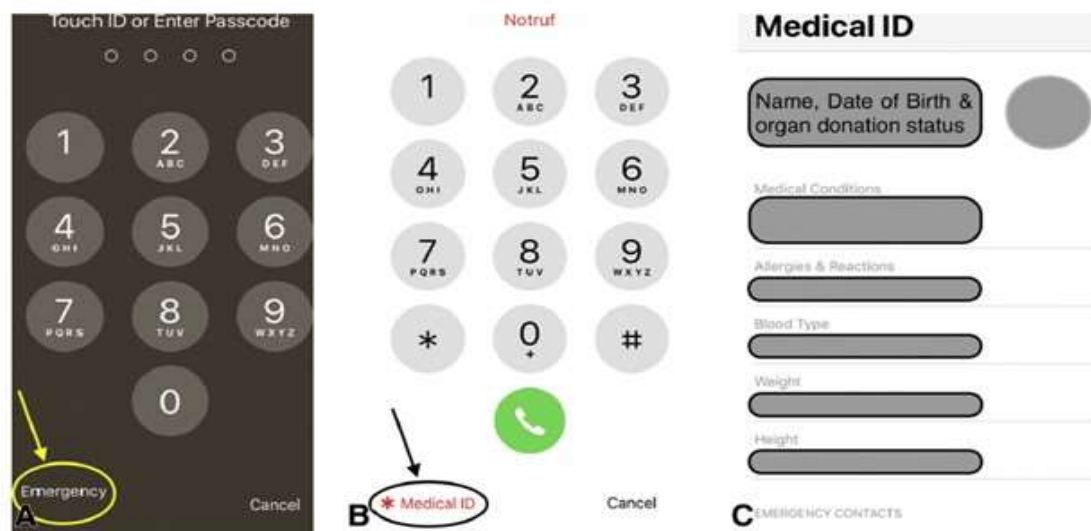 Touch ID or Enter Passcode
1
2
ABC
3
DEF
4
GHI
5
JKL
6
MNO
7
PQRS
8
TUV
9
WXYZ
0
Emergency
Cancel
A
Notruf
1
2
ABC
3
DEF
4
GHI
5
JKL
6
MNO
7
PQRS
8
TUV
9
WXYZ
*
0
+
#
* Medical ID
Cancel
B
Medical ID
Name, Date of Birth &
organ donation status
Medical Conditions
Allergies & Reactions
Blood Type
Weight
Height
EMERGENCY CONTACTS
C